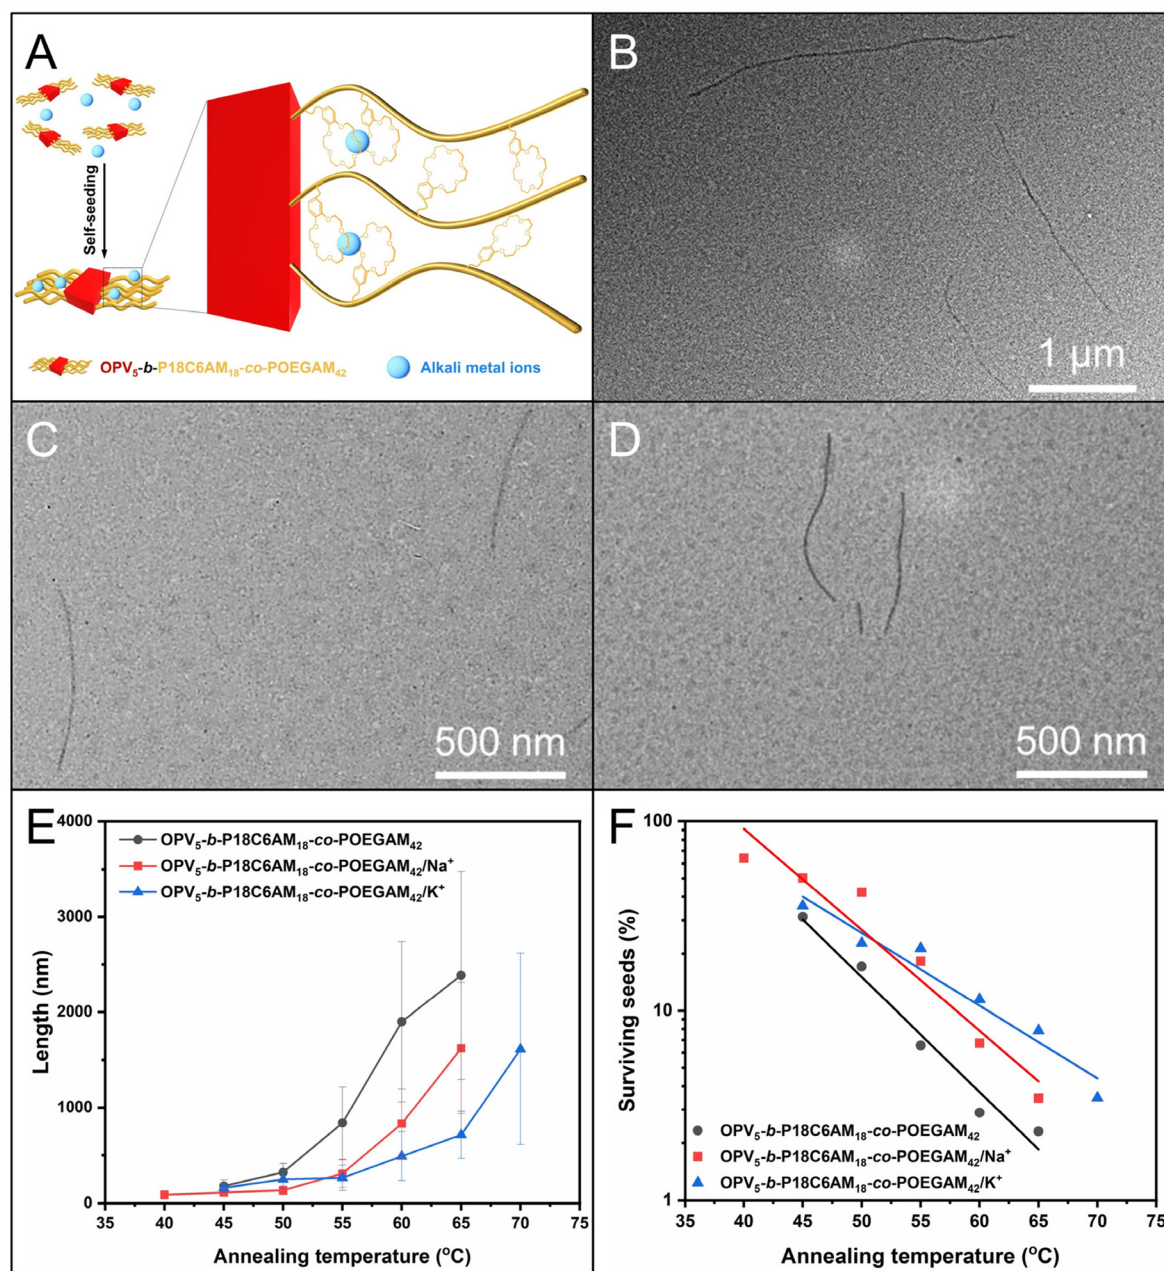 A
Self-seeding
OPV₅-b-P18C6AM₁₈-co-POEGAM₄₂
Alkali metal ions
B
1 μm
C
500 nm
D
500 nm
E
OPV₅-b-P18C6AM₁₈-co-POEGAM₄₂
OPV₅-b-P18C6AM₁₈-co-POEGAM₄₂/Na⁺
OPV₅-b-P18C6AM₁₈-co-POEGAM₄₂/K⁺
Length (nm)
4000
3000
2000
1000
0
35 40 45 50 55 60 65 70 75
Annealing temperature (°C)
F
Surviving seeds (%)
100
10
1
OPV₅-b-P18C6AM₁₈-co-POEGAM₄₂
OPV₅-b-P18C6AM₁₈-co-POEGAM₄₂/Na⁺
OPV₅-b-P18C6AM₁₈-co-POEGAM₄₂/K⁺
35 40 45 50 55 60 65 70 75
Annealing temperature (°C)